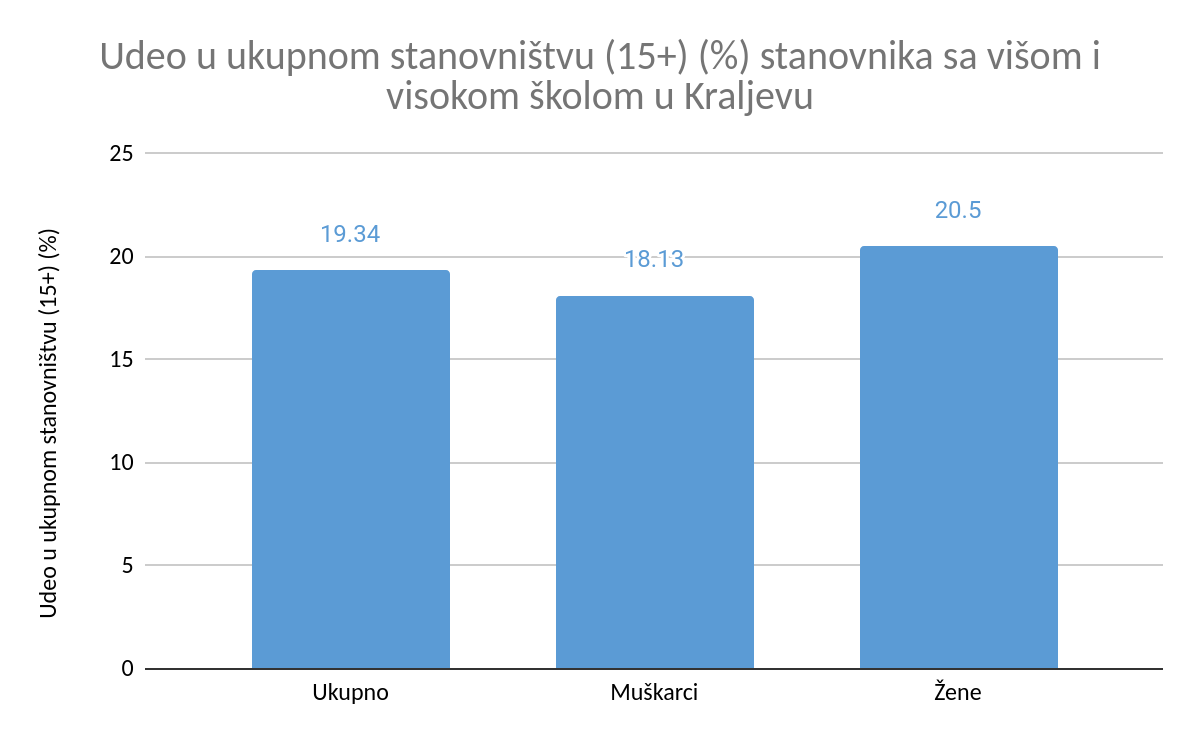 Udeo u ukupnom stanovništvu (15+) (%) stanovnika sa višom i
visokom školom u Kraljevu
Udeo u ukupnom stanovništvu (15+) (%)
25
20
15
10
5
0
19.34
18.13
20.5
Ukupno
Muškarci
Žene